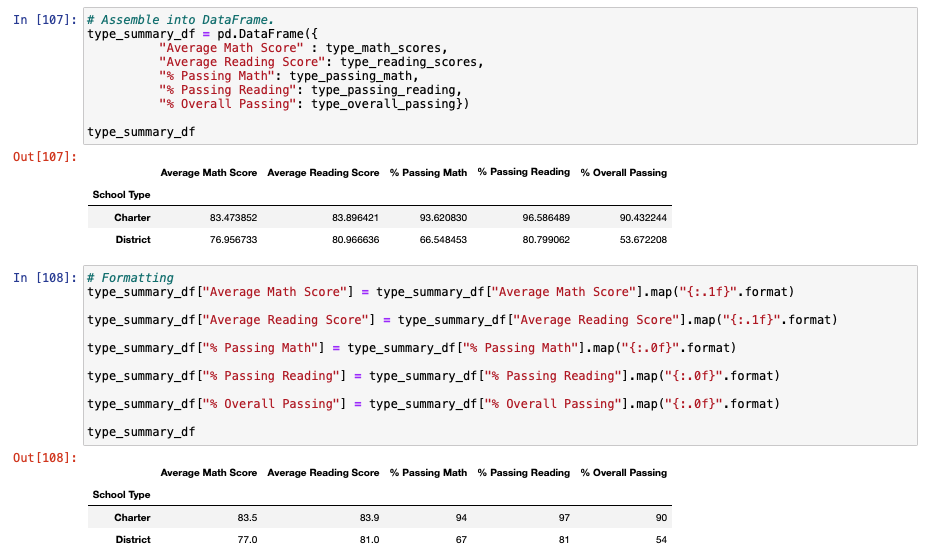 In [107]: # Assemble into DataFrame.
type_summary_df = pd.DataFrame({
          "Average Math Score" : type_math_scores,
          "Average Reading Score": type_reading_scores,
          "% Passing Math": type_passing_math,
          "% Passing Reading": type_passing_reading,
          "% Overall Passing": type_overall_passing})
type_summary_df
Out[107]:
Average Math Score Average Reading Score % Passing Math % Passing Reading % Overall Passing
School Type
Charter 83.473852 83.896421 93.620830 96.586489 90.432244
District 76.956733 80.966636 66.548453 80.799062 53.672208
In [108]: # Formatting
type_summary_df["Average Math Score"] = type_summary_df["Average Math Score"].map("{:.1f}".format)
type_summary_df["Average Reading Score"] = type_summary_df["Average Reading Score"].map("{:.1f}".format)
type_summary_df["% Passing Math"] = type_summary_df["% Passing Math"].map("{:.0f}".format)
type_summary_df["% Passing Reading"] = type_summary_df["% Passing Reading"].map("{:.0f}".format)
type_summary_df["% Overall Passing"] = type_summary_df["% Overall Passing"].map("{:.0f}".format)
type_summary_df
Out[108]:
Average Math Score Average Reading Score % Passing Math % Passing Reading % Overall Passing
School Type
Charter 83.5 83.9 94 97 90
District 77.0 81.0 67 81 54